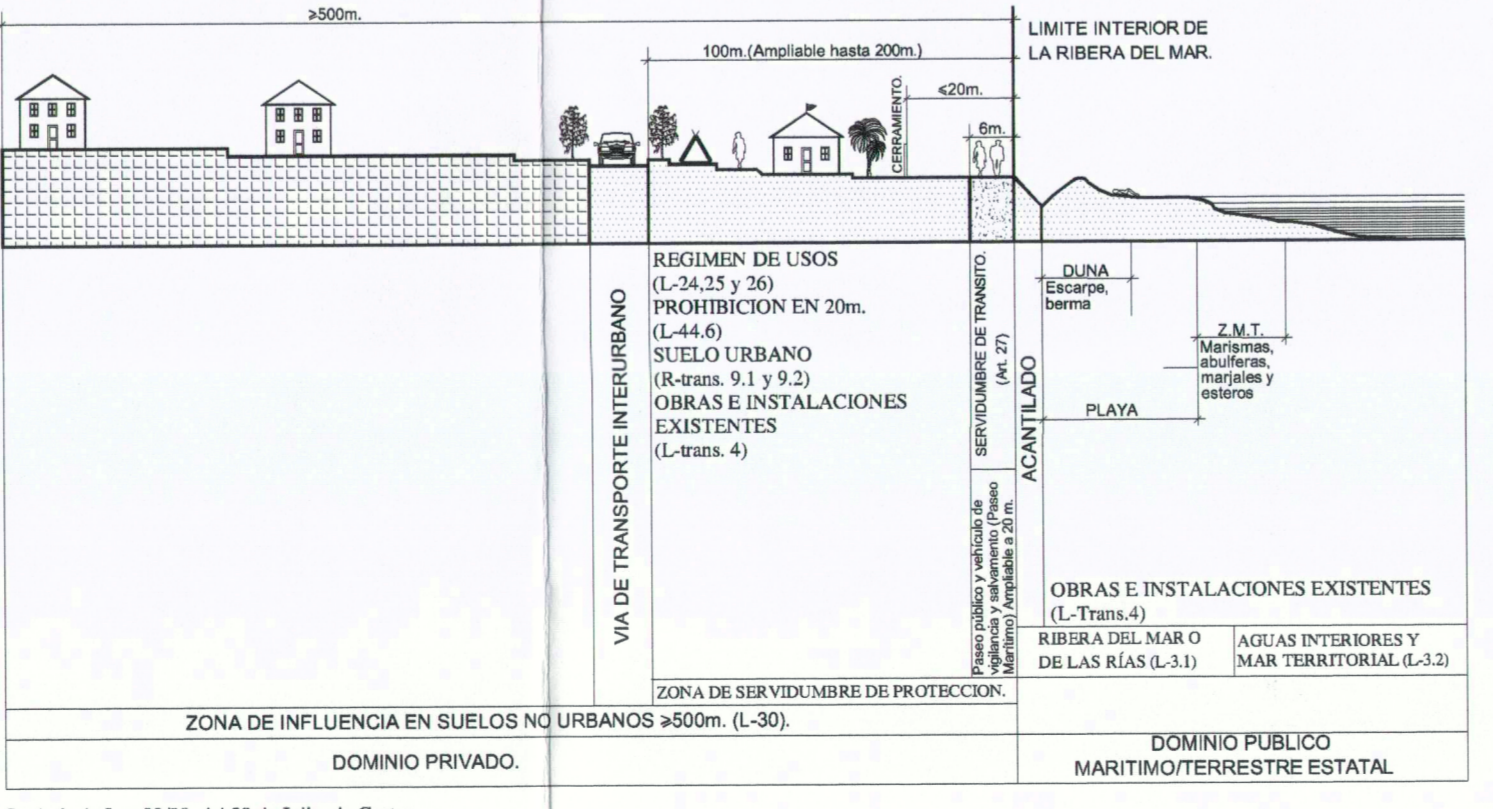 ≥500m.
LIMITE INTERIOR DE
LA RIBERA DEL MAR.
100m.(Ampliable hasta 200m.)
CERRAMIENTO.
≤20m.
6m.
VIA DE TRANSPORTE INTERURBANO
REGIMEN DE USOS
(L-24,25 y 26)
PROHIBICION EN 20m.
(L-44.6)
SUELO URBANO
(R-trans. 9.1 y 9.2)
OBRAS E INSTALACIONES
EXISTENTES
(L-trans. 4)
SERVIDUMBRE DE TRANSITO.
(Art. 27)
Paseo público y vehículo de
vigilancia y salvamento (Paseo
Marítimo) Ampliable a 20 m.
ACANTILADO
DUNA
Escarpe,
berma
Z.M.T.
Marismas,
abulferas,
marjales y
esteros
PLAYA
OBRAS E INSTALACIONES EXISTENTES
(L-Trans.4)
RIBERA DEL MAR O
DE LAS RÍAS (L-3.1)
AGUAS INTERIORES Y
MAR TERRITORIAL (L-3.2)
ZONA DE SERVIDUMBRE DE PROTECCION.
ZONA DE INFLUENCIA EN SUELOS NO URBANOS ≥500m. (L-30).
DOMINIO PRIVADO.
DOMINIO PUBLICO
MARITIMO/TERRESTRE ESTATAL